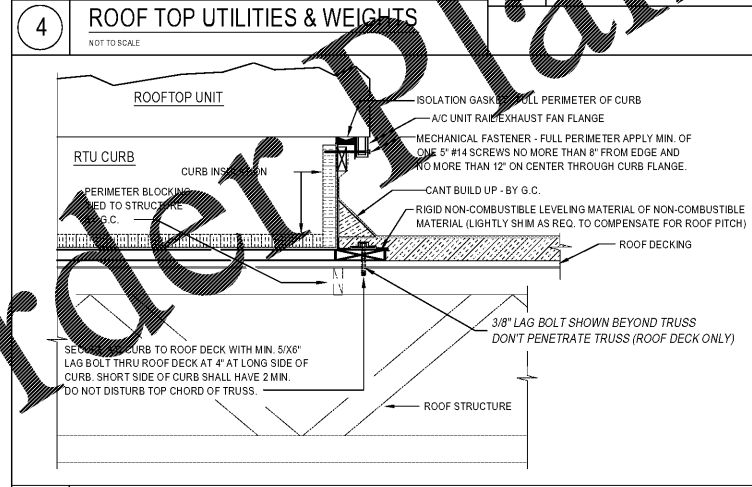 4
ROOF TOP UTILITIES & WEIGHTS
NOT TO SCALE
rder Plan
ROOFTOP UNIT
ISOLATION GASKET - FULL PERIMETER OF CURB
A/C UNIT RAIL/EXHAUST FAN FLANGE
RTU CURB
MECHANICAL FASTENER - FULL PERIMETER APPLY MIN. OF
ONE 5" #14 SCREWS NO MORE THAN 8" FROM EDGE AND
NO MORE THAN 12" ON CENTER THROUGH CURB FLANGE.
CURB INSULATION
PERIMETER BLOCKING
TIED TO STRUCTURE
G.C.
CANT BUILD UP - BY G.C.
RIGID NON-COMBUSTIBLE LEVELING MATERIAL OF NON-COMBUSTIBLE
MATERIAL (LIGHTLY SHIM AS REQ. TO COMPENSATE FOR ROOF PITCH)
ROOF DECKING
3/8" LAG BOLT SHOWN BEYOND TRUSS
DON'T PENETRATE TRUSS (ROOF DECK ONLY)
SECURE CURB TO ROOF DECK WITH MIN. 5/X6"
LAG BOLT THRU ROOF DECK AT 4" AT LONG SIDE OF
CURB. SHORT SIDE OF CURB SHALL HAVE 2 MIN.
DO NOT DISTURB TOP CHORD OF TRUSS.
ROOF STRUCTURE